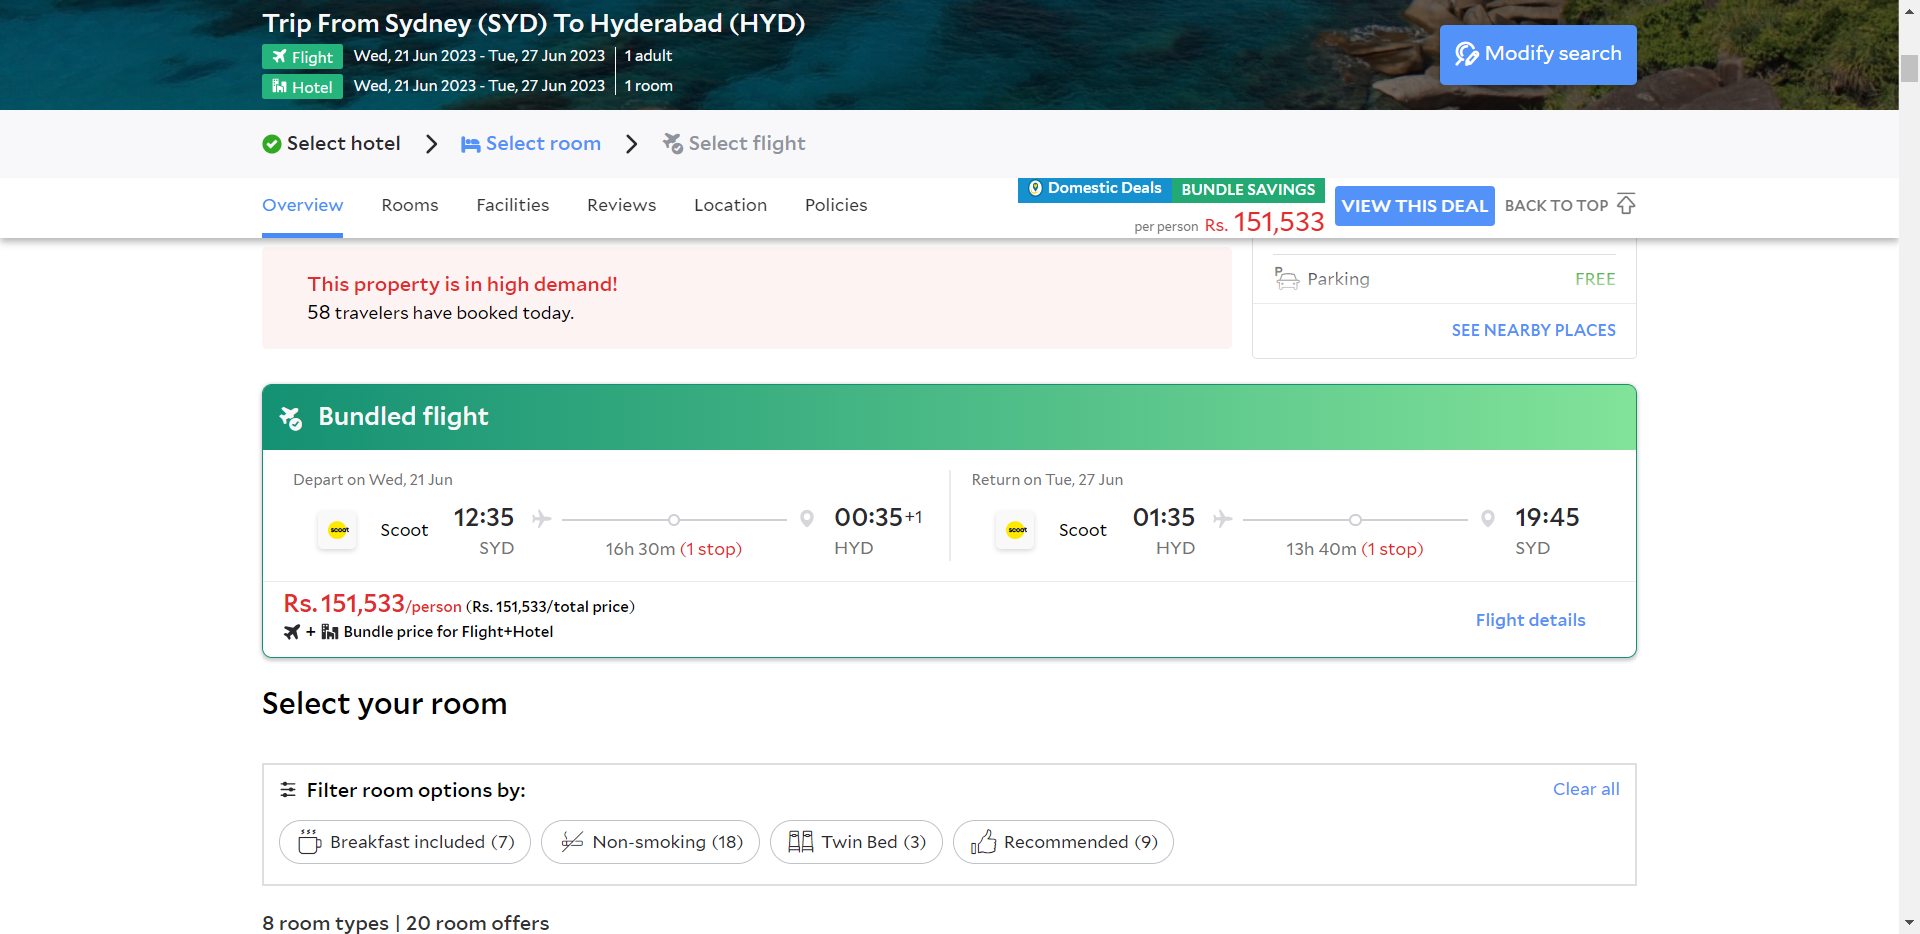 Trip From Sydney (SYD) To Hyderabad (HYD)
Flight Wed, 21 Jun 2023 - Tue, 27 Jun 2023 1 adult
Hotel Wed, 21 Jun 2023 - Tue, 27 Jun 2023 1 room
Modify search
Select hotel Select room Select flight
Overview Rooms Facilities Reviews Location Policies
Domestic Deals BUNDLE SAVINGS
per person Rs. 151,533
VIEW THIS DEAL
BACK TO TOP
This property is in high demand!
58 travelers have booked today.
P Parking FREE
SEE NEARBY PLACES
Bundled flight
Depart on Wed, 21 Jun
scoot Scoot 12:35 00:35+1
SYD 16h 30m (1 stop) HYD
Return on Tue, 27 Jun
scoot Scoot 01:35 19:45
HYD 13h 40m (1 stop) SYD
Rs. 151,533/person (Rs. 151,533/total price)
+ Bundle price for Flight+Hotel
Flight details
Select your room
Filter room options by:
Clear all
Breakfast included (7) Non-smoking (18) Twin Bed (3) Recommended (9)
8 room types | 20 room offers